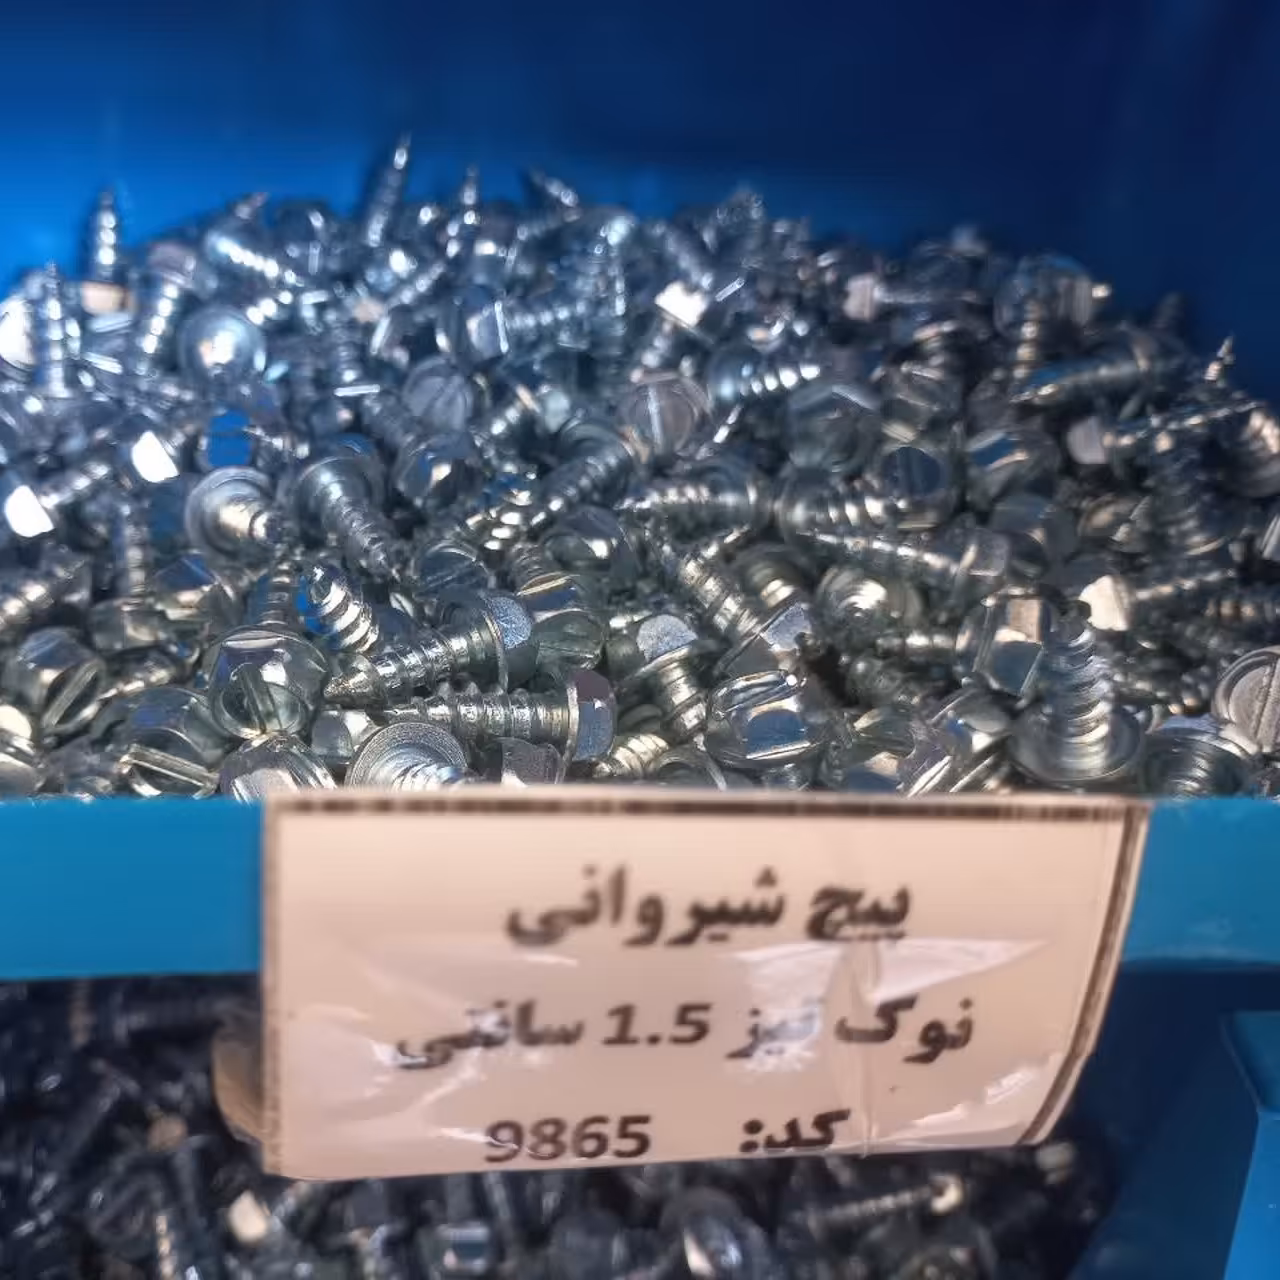 پیچ شیروانی
نوک تیز 1.5 سانتی
کد: 9865